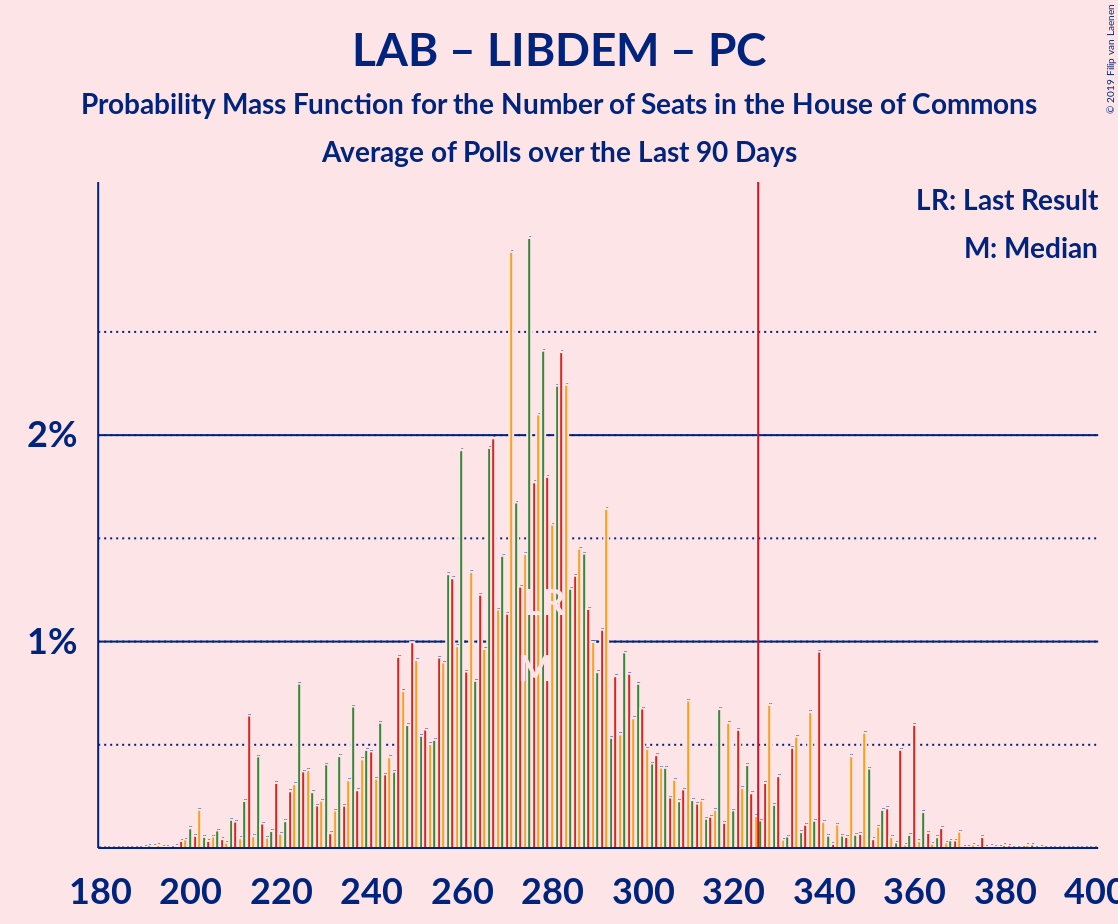 LAB – LIBDEM – PC
Probability Mass Function for the Number of Seats in the House of Commons
Average of Polls over the Last 90 Days
© 2019 Filip van Laenen
LR: Last Result
M: Median
2%
1%
LR
M
180 200 220 240 260 280 300 320 340 360 380 400